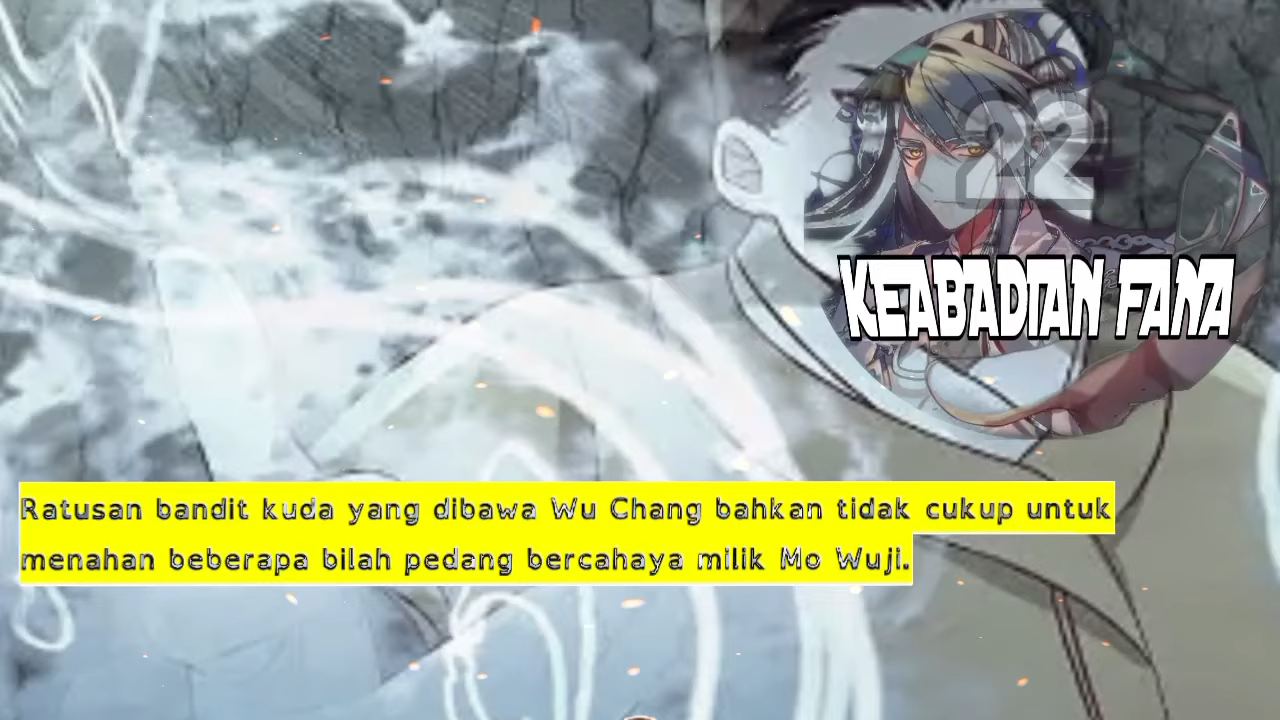 22
KEABADIAN FANA
Ratusan bandit kuda yang dibawa Wu Chang bahkan tidak cukup untuk
menahan beberapa bilah pedang bercahaya milik Mo Wuji.